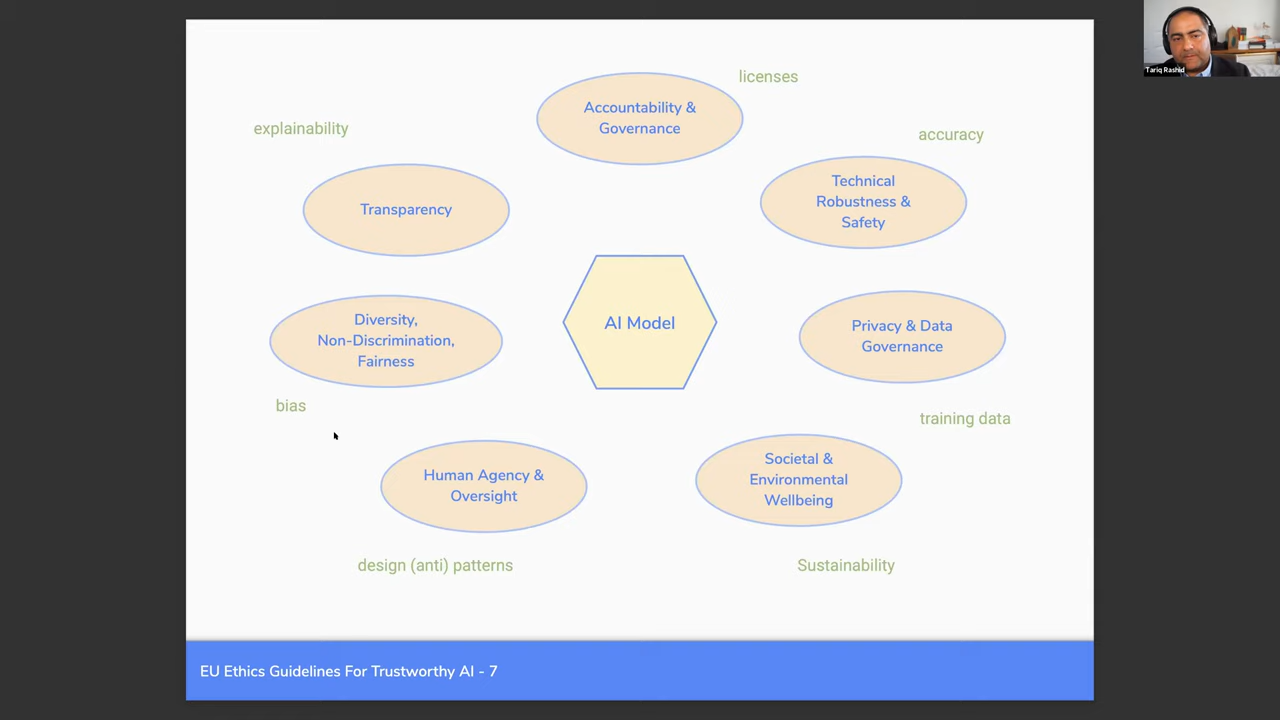 Tariq Rashid
licenses
Accountability &
Governance
explainability
accuracy
Transparency
Technical
Robustness &
Safety
AI Model
Diversity,
Non-Discrimination,
Fairness
Privacy & Data
Governance
bias
training data
Human Agency &
Oversight
Societal &
Environmental
Wellbeing
design (anti) patterns
Sustainability
EU Ethics Guidelines For Trustworthy AI - 7